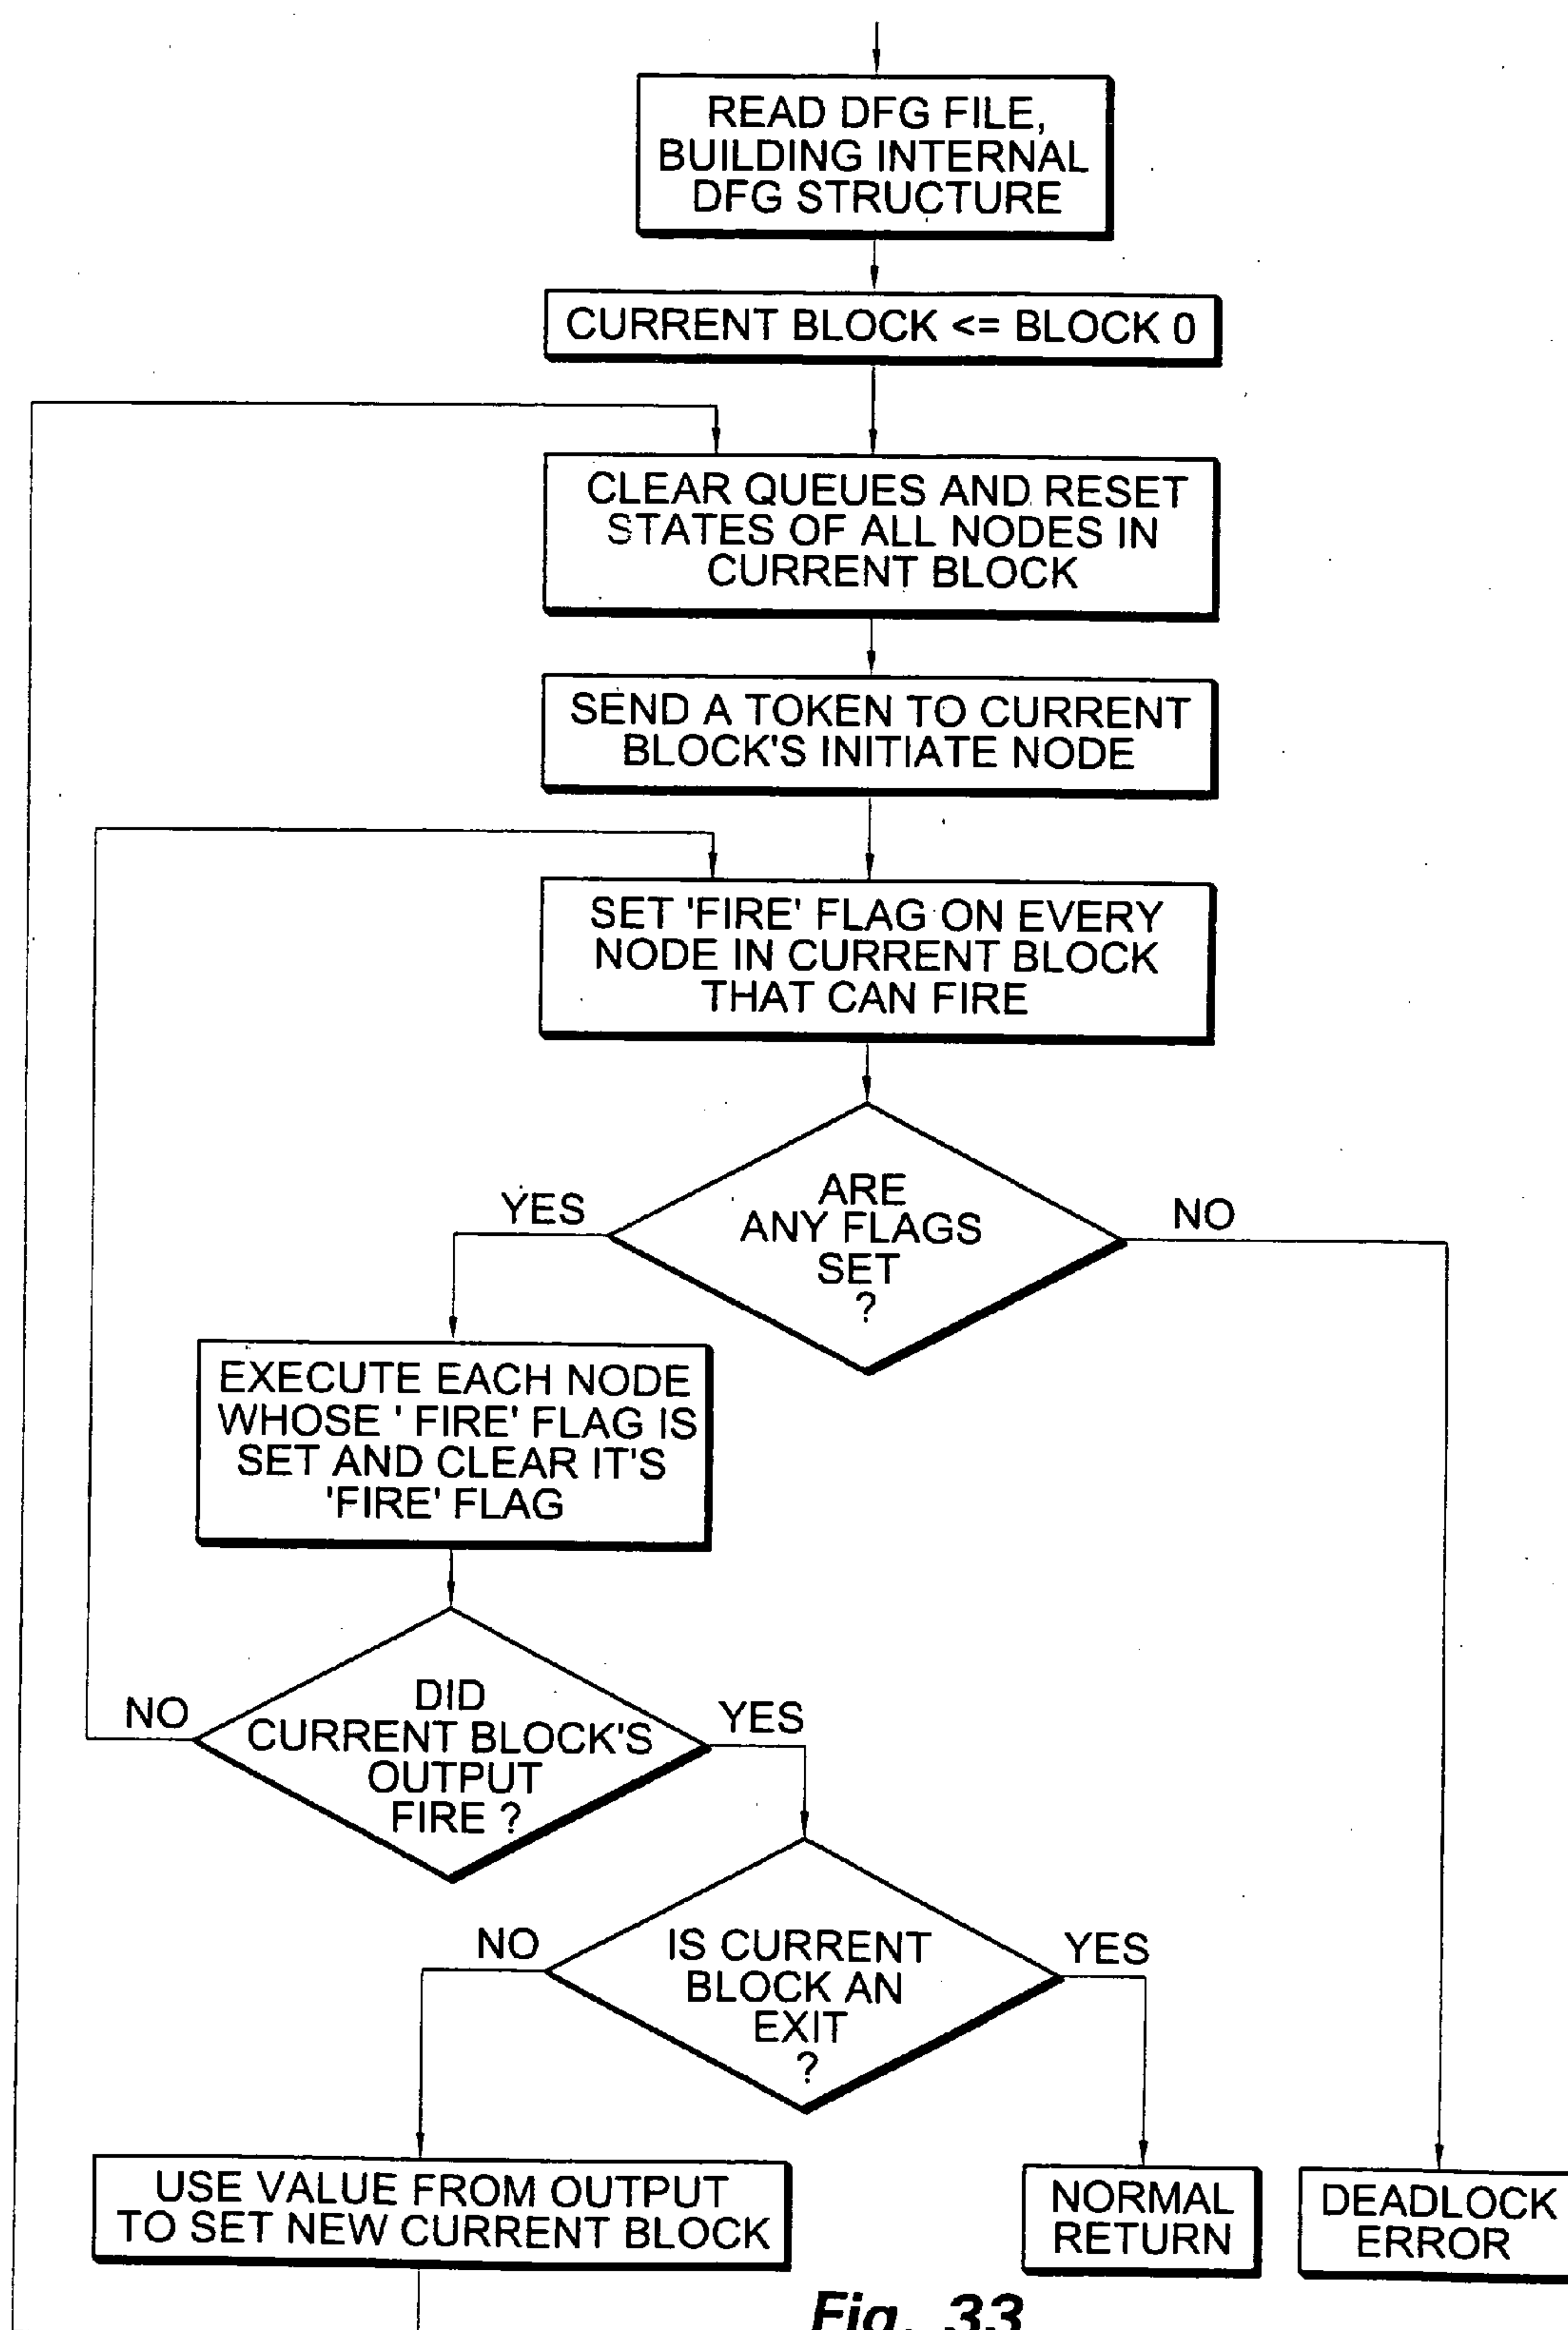 READ DFG FILE,
BUILDING INTERNAL
DFG STRUCTURE
CURRENT BLOCK <= BLOCK 0
CLEAR QUEUES AND RESET
STATES OF ALL NODES IN
CURRENT BLOCK
SEND A TOKEN TO CURRENT
BLOCK'S INITIATE NODE
SET 'FIRE' FLAG ON EVERY
NODE IN CURRENT BLOCK
THAT CAN FIRE
YES
ARE
ANY FLAGS
SET
?
NO
EXECUTE EACH NODE
WHOSE ' FIRE' FLAG IS
SET AND CLEAR IT'S
'FIRE' FLAG
NO
DID
CURRENT BLOCK'S
OUTPUT
FIRE ?
YES
NO
IS CURRENT
BLOCK AN
EXIT
?
YES
USE VALUE FROM OUTPUT
TO SET NEW CURRENT BLOCK
NORMAL
RETURN
DEADLOCK
ERROR
Fig. 33